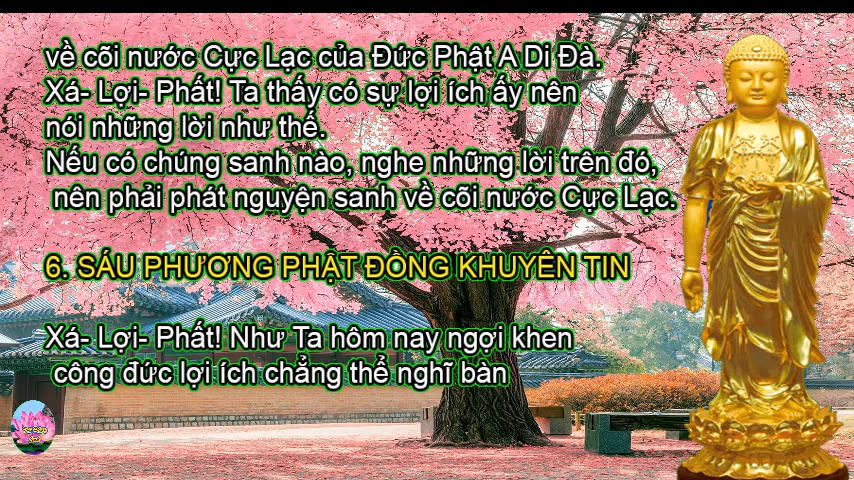 về cõi nước Cực Lạc của Đức Phật A Di Đà.
Xá- Lợi- Phất! Ta thấy có sự lợi ích ấy nên
nói những lời như thế.
Nếu có chúng sanh nào, nghe những lời trên đó,
nên phải phát nguyện sanh về cõi nước Cực Lạc.
6. SÁU PHƯƠNG PHẬT ĐỒNG KHUYÊN TIN
Xá- Lợi- Phất! Như Ta hôm nay ngợi khen
công đức lợi ích chẳng thể nghĩ bàn